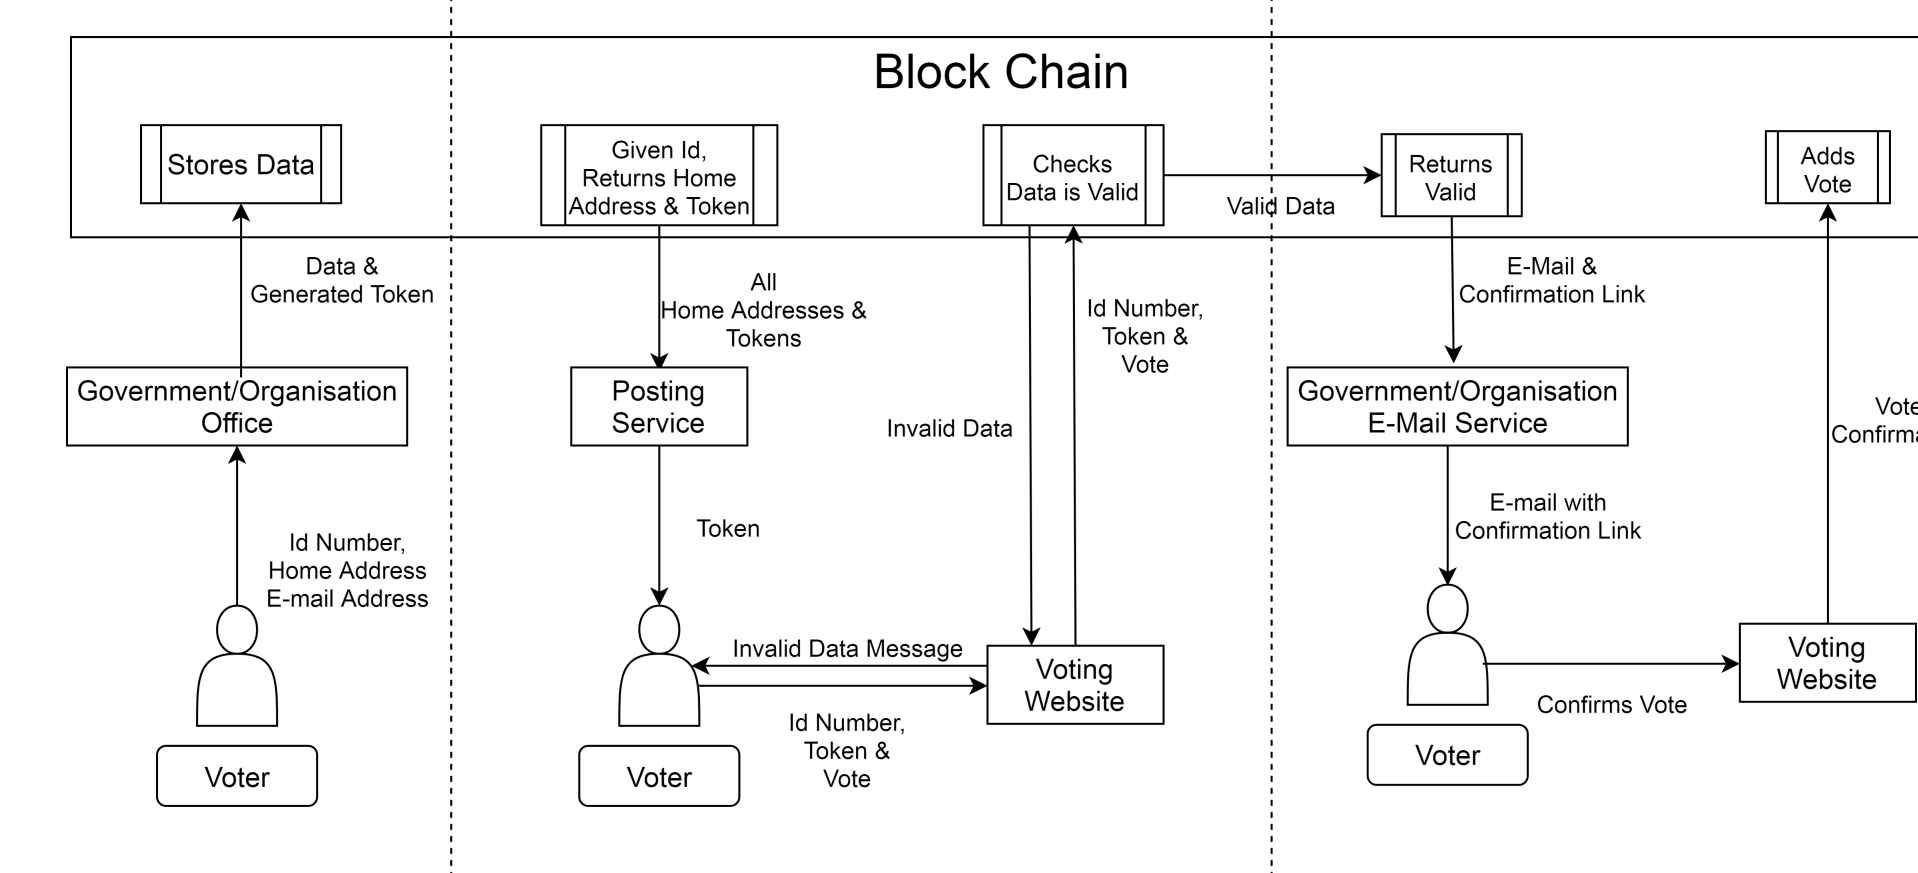 Block Chain
Stores Data
Given Id,
Returns Home
Address & Token
Checks
Data is Valid
Valid Data
Returns
Valid
Adds
Vote
Data &
Generated Token
All
Home Addresses &
Tokens
Id Number,
Token &
Vote
E-Mail &
Confirmation Link
Government/Organisation
Office
Posting
Service
Invalid Data
Government/Organisation
E-Mail Service
Vote
Id Number,
Home Address
E-mail Address
Token
E-mail with
Confirmation Link
Invalid Data Message
Voting
Website
Id Number,
Token &
Vote
Confirms Vote
Voting
Website
Voter
Voter
Voter